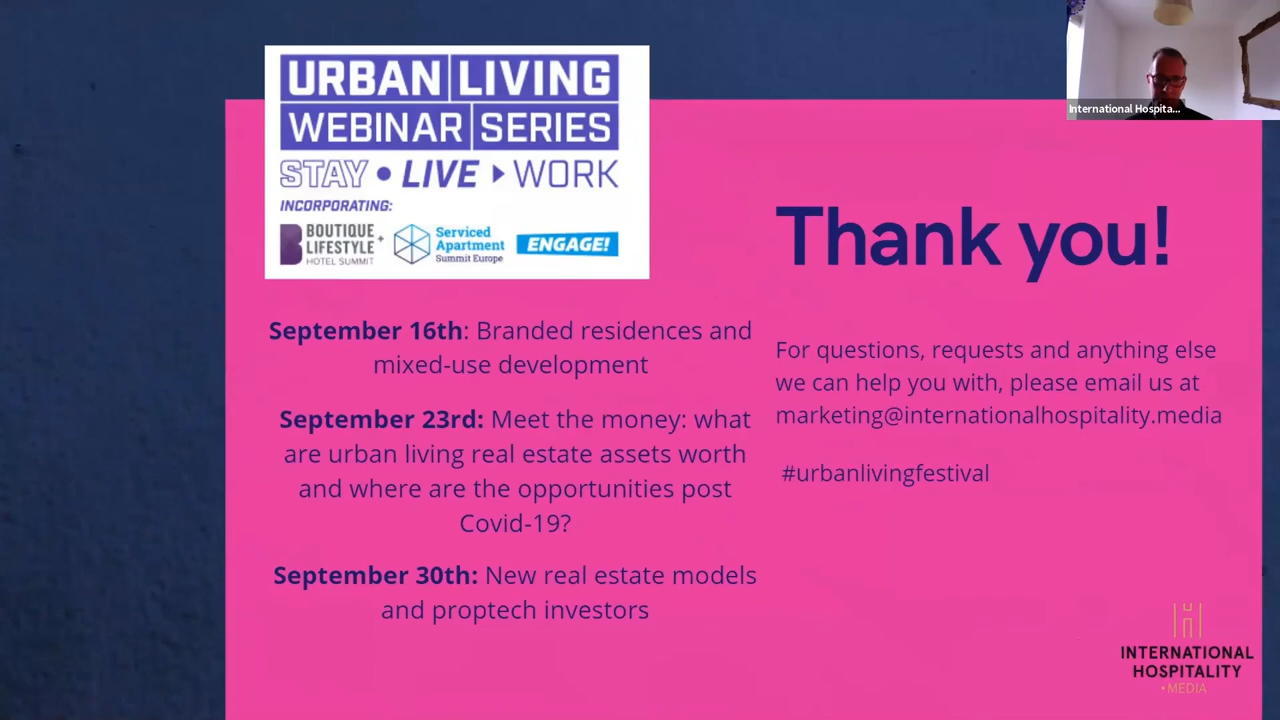 URBAN LIVING
WEBINAR SERIES
STAY • LIVE ▸ WORK
INCORPORATING:
BOUTIQUE
LIFESTYLE +
HOTEL SUMMIT
Serviced
Apartment
Summit Europe
ENGAGE!
September 16th: Branded residences and
mixed-use development
September 23rd: Meet the money: what
are urban living real estate assets worth
and where are the opportunities post
Covid-19?
September 30th: New real estate models
and proptech investors
International Hospita...
Thank you!
For questions, requests and anything else
we can help you with, please email us at
marketing@internationalhospitality.media
#urbanlivingfestival
INTERNATIONAL
HOSPITALITY
•MEDIA